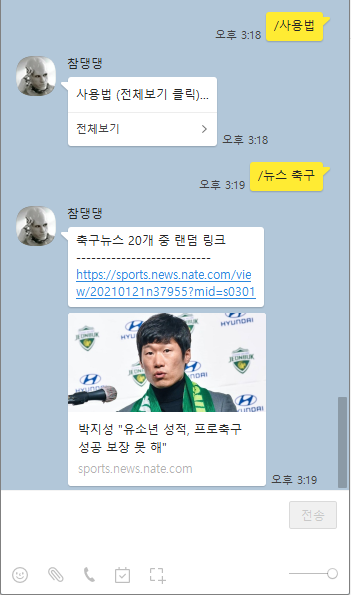 /사용법
오후 3:18
참댕댕
사용법 (전체보기 클릭)...
전체보기
오후 3:18
/뉴스 축구
오후 3:19
참댕댕
축구뉴스 20개 중 랜덤 링크
---------------------------
https://sports.news.nate.com/vie
w/20210121n37955?mid=s0301
HYUNDAI
JEONBUK
HYUNDAI
HYUNDAI
박지성 "유소년 성적, 프로축구
성공 보장 못 해"
sports.news.nate.com
오후 3:19
전송